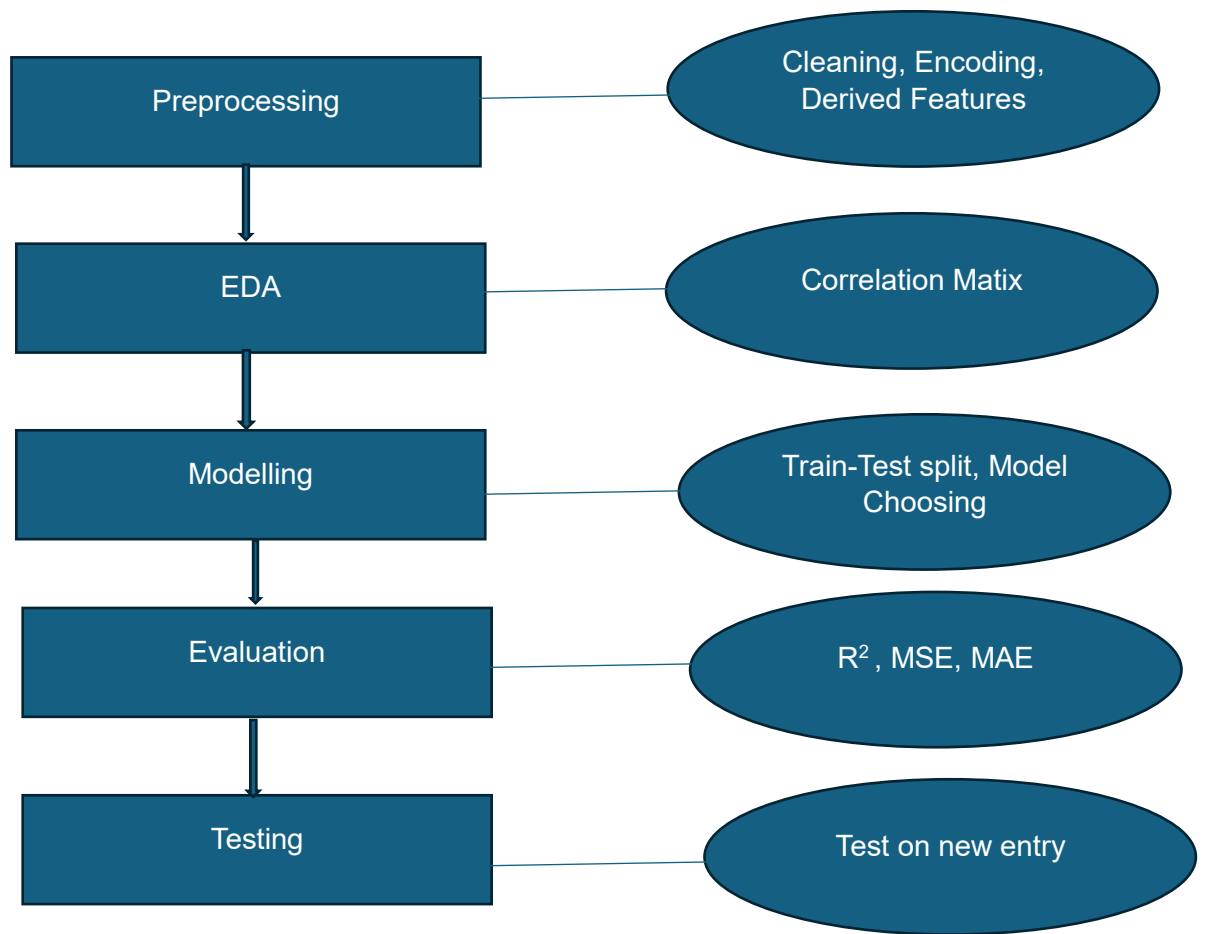 Preprocessing
Cleaning, Encoding,
Derived Features
EDA
Correlation Matix
Modelling
Train-Test split, Model
Choosing
Evaluation
R² , MSE, MAE
Testing
Test on new entry